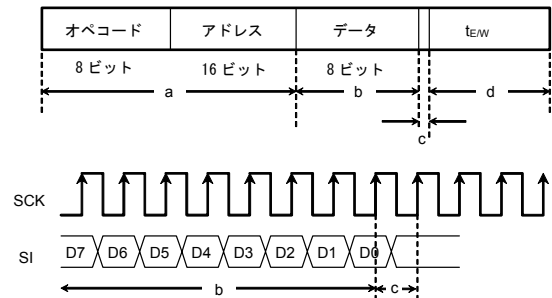 オペコード アドレス データ tE/W
8 ビット 16 ビット 8 ビット
a b d
c
SCK
SI D7 D6 D5 D4 D3 D2 D1 D0
b c